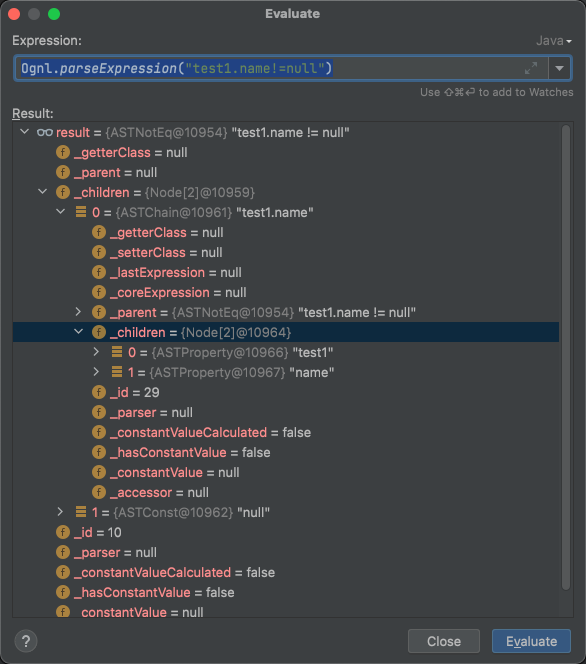 Evaluate
Expression:
Java
Ognl.parseExpression("test1.name!=null")
Use ⇧⌘⏎ to add to Watches
Result:
result = {ASTNotEq@10954} "test1.name != null"
f _getterClass = null
f _parent = null
f _children = {Node[2]@10959}
0 = {ASTChain@10961} "test1.name"
f _getterClass = null
f _setterClass = null
f _lastExpression = null
f _coreExpression = null
f _parent = {ASTNotEq@10954} "test1.name != null"
f _children = {Node[2]@10964}
0 = {ASTProperty@10966} "test1"
1 = {ASTProperty@10967} "name"
f _id = 29
f _parser = null
f _constantValueCalculated = false
f _hasConstantValue = false
f _constantValue = null
f _accessor = null
1 = {ASTConst@10962} "null"
f _id = 10
f _parser = null
f _constantValueCalculated = false
f _hasConstantValue = false
f _constantValue = null
?
Close
Evaluate